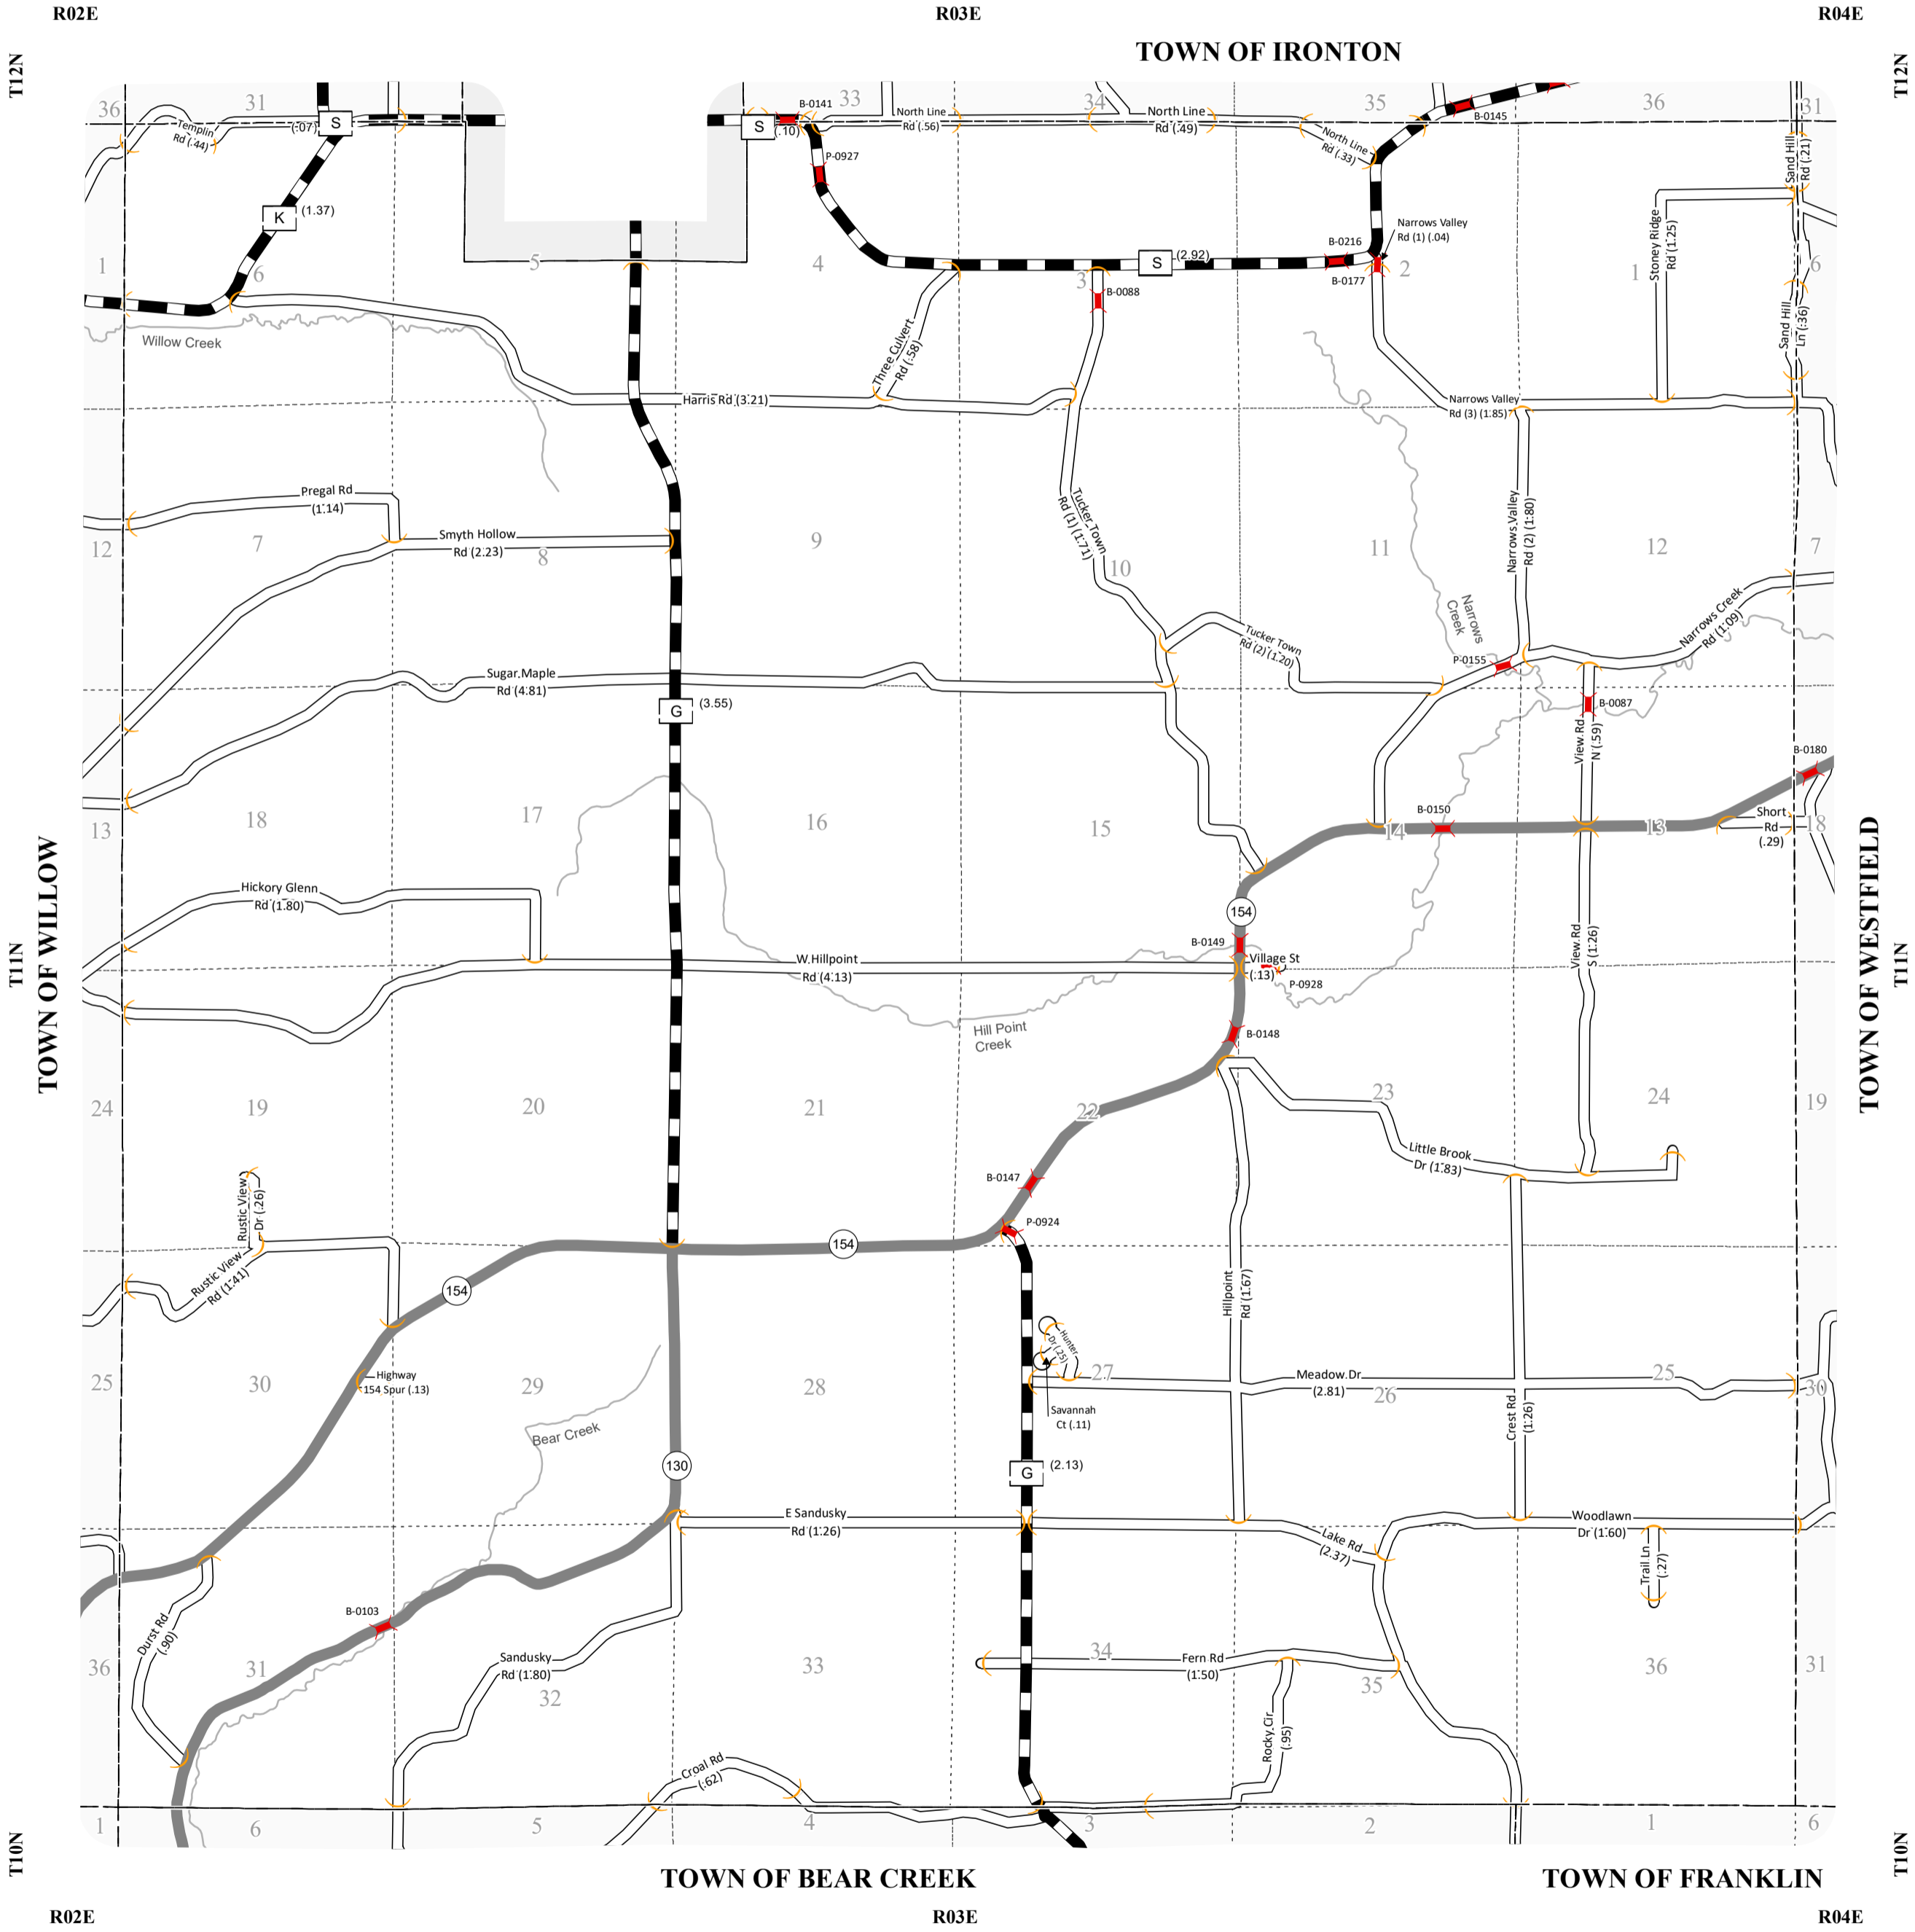 R02E
R03E
R04E
TOWN OF IRONTON
T12N
T12N
36
31
33
34
35
36
31
Templin
Rd (.44)
(.07)
S
S
(.10)
B-0141
North Line
Rd (.56)
North Line
Rd (.49)
North Line
Rd (.33)
B-0145
P-0927
Sand Hill
Rd (.21)
K
(1.37)
Stoney Ridge
Rd (1.25)
Narrows Valley
Rd (1) (.04)
B-0216
S
(2.92)
B-0177
1
6
5
4
3
2
1
6
B-0088
Willow Creek
Three Culvert
Rd (.58)
Sand Hill
Ln (.36)
Harris Rd (3.21)
Narrows Valley
Rd (3) (1.85)
Pregal Rd
(1.14)
Smyth Hollow
Rd (2.23)
Tucker Town
Rd (1) (1.71)
Narrows Valley
Rd (2) (1.80)
12
7
8
9
10
11
12
7
Narrows
Creek
Narrows Creek
Rd (1.09)
Tucker Town
Rd (2) (1.20)
P-0155
Sugar Maple
Rd (4.81)
B-0087
G
(3.55)
View Rd
N (.59)
B-0180
B-0150
Short
Rd
(.29)
13
18
17
16
15
14
13
18
TOWN OF WILLOW
TOWN OF WESTFIELD
Hickory Glenn
Rd (1.80)
154
B-0149
View Rd
S (1.26)
W Hillpoint
Rd (4.13)
Village St
(.13)
P-0928
T11N
T11N
Hill Point
Creek
B-0148
24
19
20
21
22
23
24
19
Little Brook
Dr (1.83)
B-0147
Rustic View
Dr (.26)
P-0924
154
Rustic View
Rd (1.41)
154
Hillpoint
Rd (1.67)
Hunter
Dr (.25)
Highway
154 Spur (.13)
Meadow Dr
(2.81)
25
30
29
28
27
26
25
30
Savannah
Ct (.11)
Crest Rd
(1.26)
Bear Creek
130
G
(2.13)
E Sandusky
Rd (1.26)
Woodlawn
Dr (1.60)
Lake Rd
(2.37)
Trail Ln
(.27)
B-0103
Durst Rd
(.90)
Sandusky
Rd (1.80)
Fern Rd
(1.50)
36
31
32
33
34
35
36
31
Rocky Cir
(.95)
Croal Rd
(.62)
1
6
5
4
3
2
1
6
T10N
T10N
TOWN OF BEAR CREEK
TOWN OF FRANKLIN
R02E
R03E
R04E